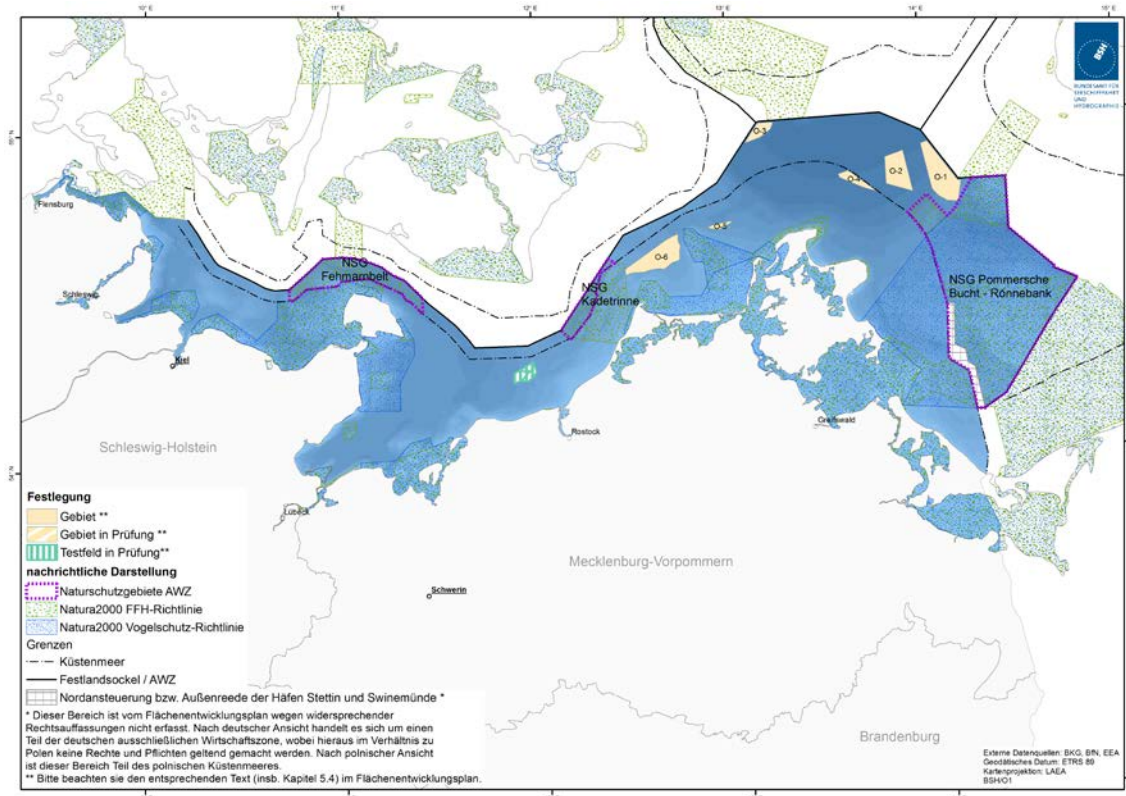 10° E
11° E
12° E
13° E
14° E
15° E
BSH
BUNDESAMT FÜR
SEESCHIFFFAHRT
UND
HYDROGRAPHIE
55° N
54° N
O-3
O-4
O-2
O-1
O-6
Flensburg
Schleswig
Kiel
NSG
Fehmarnbelt
NSG
Kadetrinne
NSG Pommersche
Bucht - Rönnebank
Rostock
Greifswald
Lübeck
Schwerin
Schleswig-Holstein
Mecklenburg-Vorpommern
Brandenburg
Festlegung
Gebiet **
Gebiet in Prüfung **
Testfeld in Prüfung**
nachrichtliche Darstellung
Naturschutzgebiete AWZ
Natura2000 FFH-Richtlinie
Natura2000 Vogelschutz-Richtlinie
Grenzen
Küstenmeer
Festlandsockel / AWZ
Nordansteuerung bzw. Außenreede der Häfen Stettin und Swinemünde *
* Dieser Bereich ist vom Flächenentwicklungsplan wegen widersprechender
Rechtsauffassungen nicht erfasst. Nach deutscher Ansicht handelt es sich um einen
Teil der deutschen ausschließlichen Wirtschaftszone, wobei hieraus im Verhältnis zu
Polen keine Rechte und Pflichten geltend gemacht werden. Nach polnischer Ansicht
ist dieser Bereich Teil des polnischen Küstenmeeres.
** Bitte beachten sie den entsprechenden Text (insb. Kapitel 5.4) im Flächenentwicklungsplan.
Externe Datenquellen: BKG, BfN, EEA
Geodätisches Datum: ETRS 89
Kartenprojektion: LAEA
BSH/O1